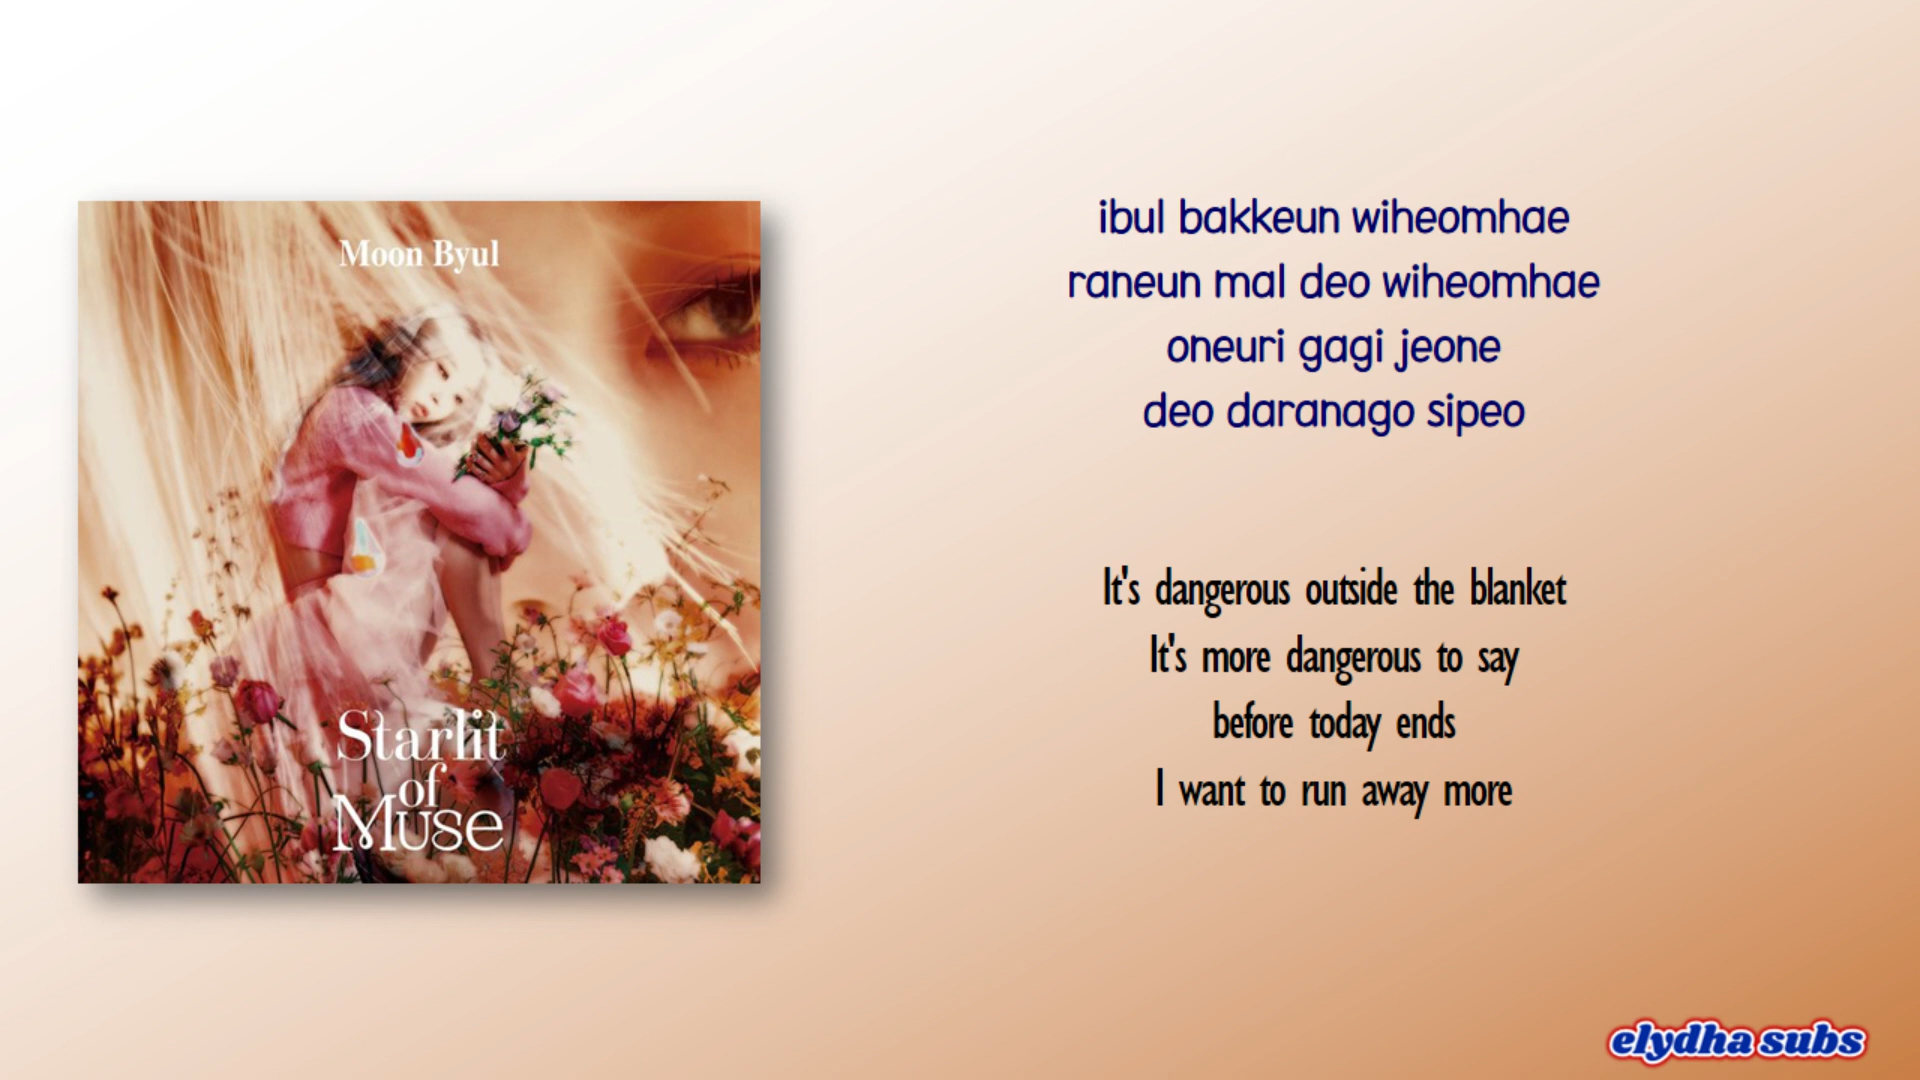 Moon Byul
Starlit
of
Muse
ibul bakkeun wiheomhae
raneun mal deo wiheomhae
oneuri gagi jeone
deo daranago sipeo
It's dangerous outside the blanket
It's more dangerous to say
before today ends
I want to run away more
elydha subs